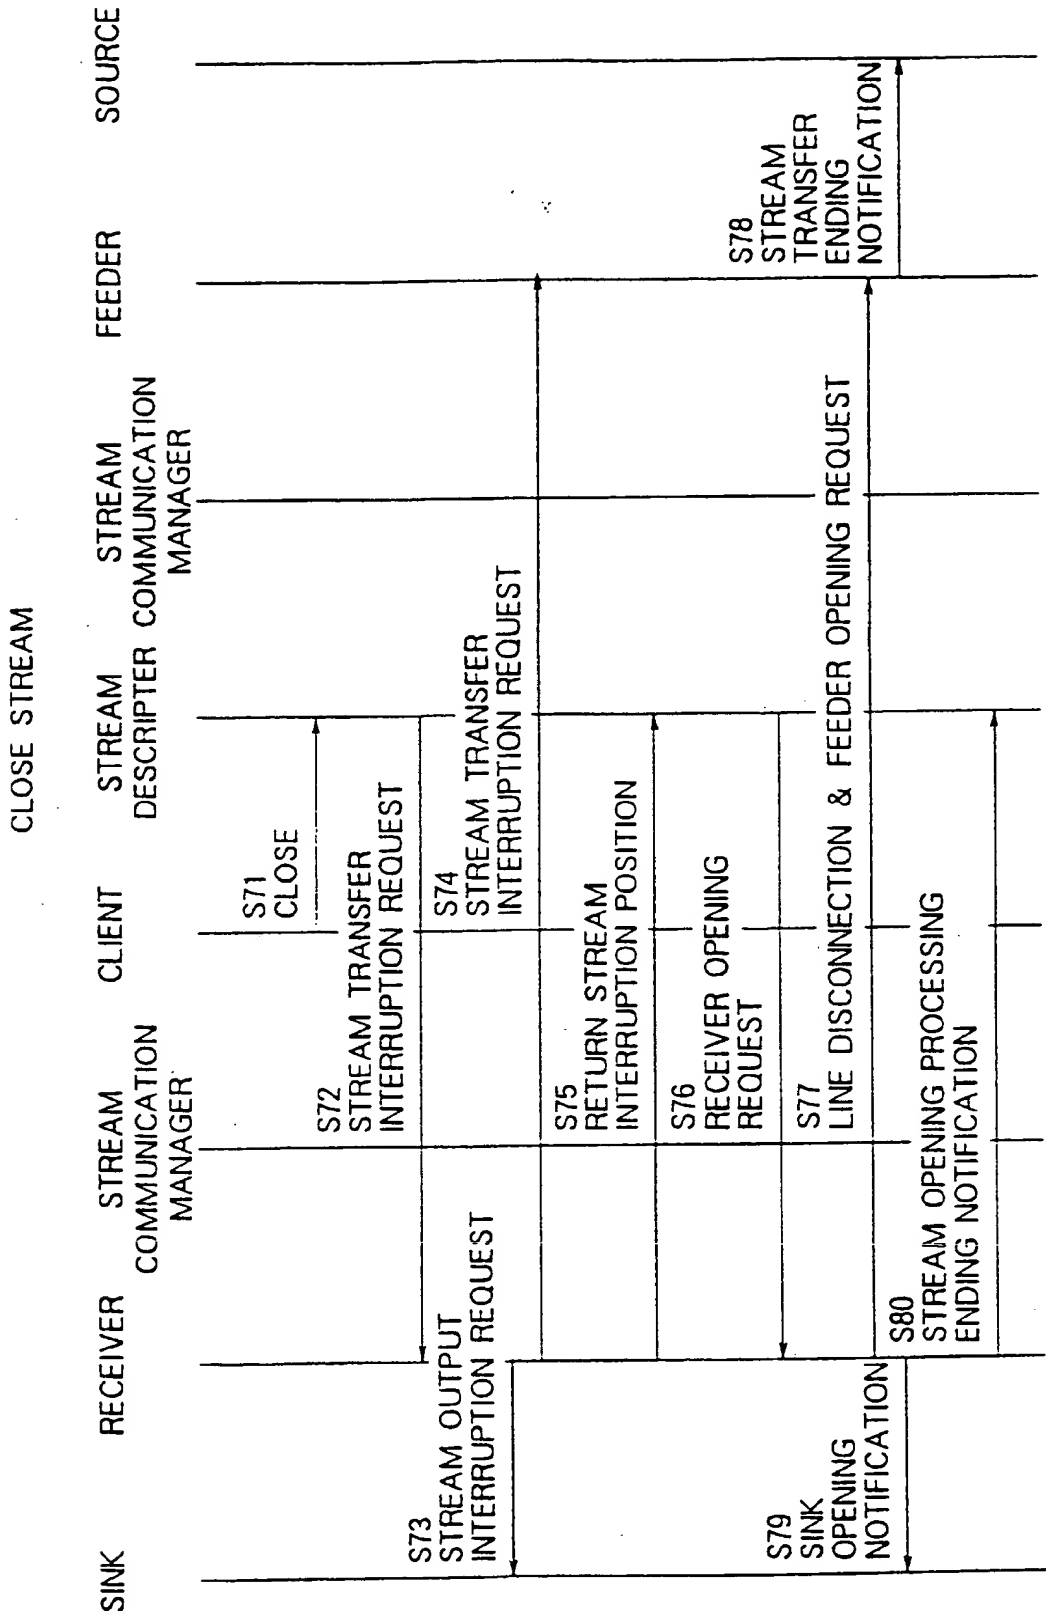 CLOSE STREAM
SINK
RECEIVER
STREAM
COMMUNICATION
MANAGER
CLIENT
STREAM
DESCRIPTER
STREAM
COMMUNICATION
MANAGER
FEEDER
SOURCE
S71
CLOSE
S72
STREAM TRANSFER
INTERRUPTION REQUEST
S73
STREAM OUTPUT
INTERRUPTION REQUEST
S74
STREAM TRANSFER
INTERRUPTION REQUEST
S75
RETURN STREAM
INTERRUPTION POSITION
S76
RECEIVER OPENING
REQUEST
S77
LINE DISCONNECTION & FEEDER OPENING REQUEST
S78
STREAM
TRANSFER
ENDING
NOTIFICATION
S79
SINK
OPENING
NOTIFICATION
S80
STREAM OPENING PROCESSING
ENDING NOTIFICATION